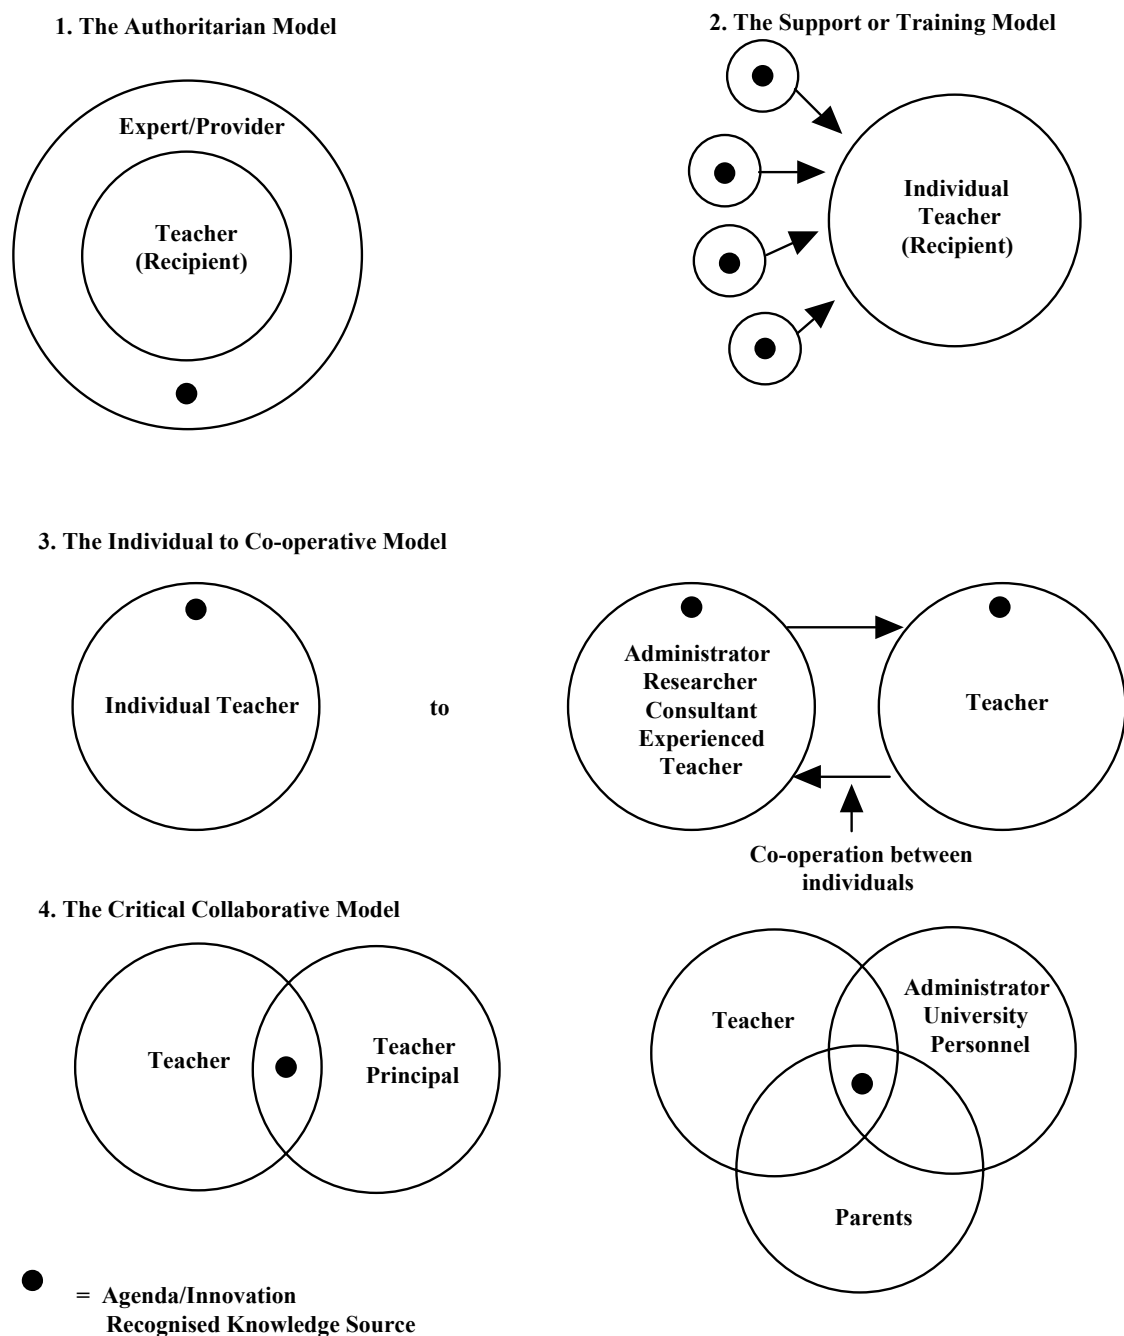 1. The Authoritarian Model
Expert/Provider
Teacher
(Recipient)
2. The Support or Training Model
Individual
Teacher
(Recipient)
3. The Individual to Co-operative Model
Individual Teacher
to
Administrator
Researcher
Consultant
Experienced
Teacher
Teacher
Co-operation between
individuals
4. The Critical Collaborative Model
Teacher
Teacher
Principal
Teacher
Administrator
University
Personnel
Parents
= Agenda/Innovation
Recognised Knowledge Source